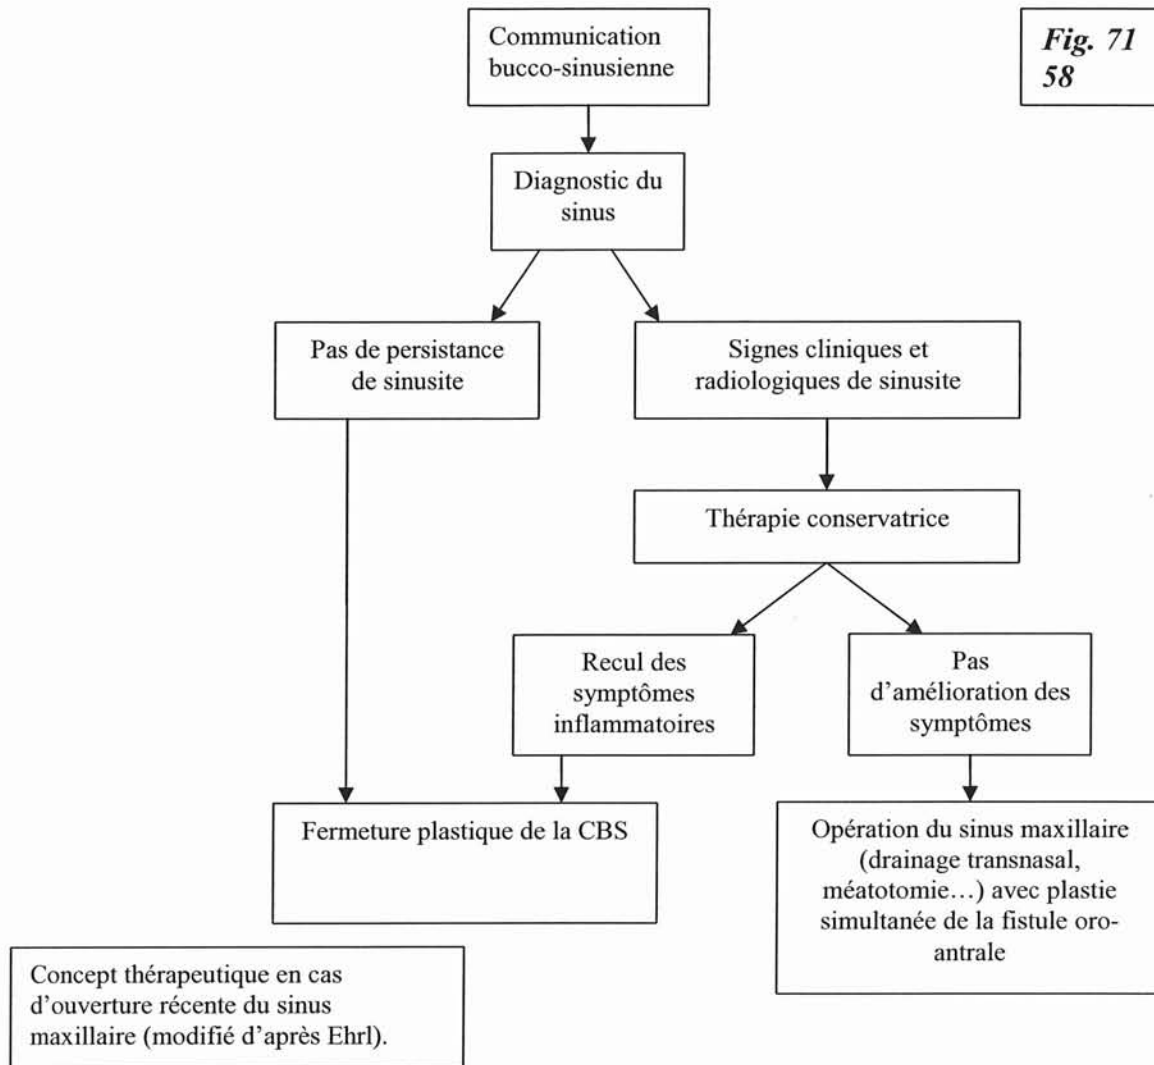 Communication
bucco-sinusienne
Fig. 71
58
Diagnostic du
sinus
Pas de persistance
de sinusite
Signes cliniques et
radiologiques de sinusite
Thérapie conservatrice
Recul des
symptômes
inflammatoires
Pas
d'amélioration des
symptômes
Fermeture plastique de la CBS
Opération du sinus maxillaire
(drainage transnasal,
méatotomie…) avec plastie
simultanée de la fistule oro-
antrale
Concept thérapeutique en cas
d'ouverture récente du sinus
maxillaire (modifié d'après Ehrl).